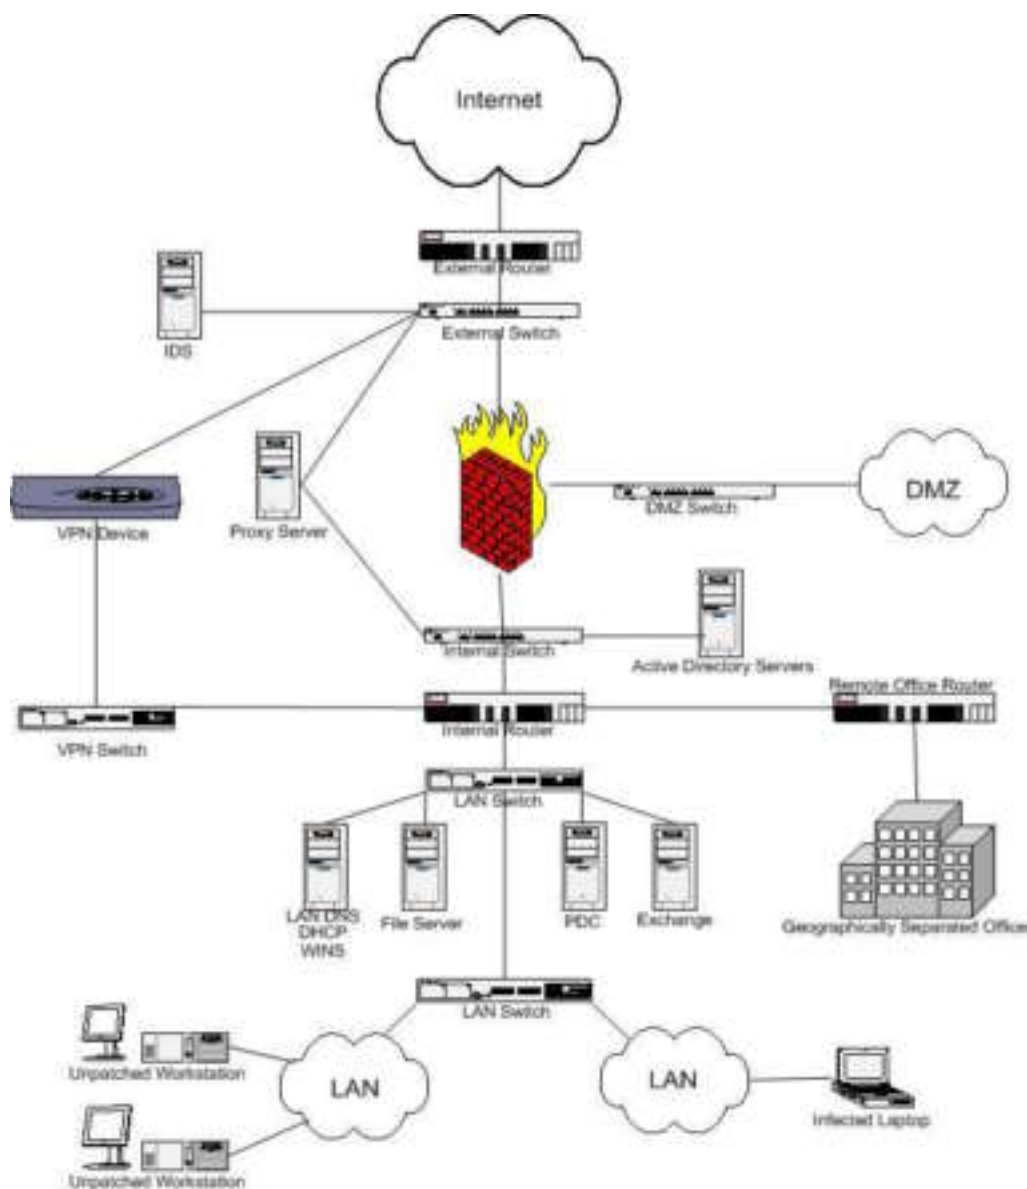 Internet
External Router
External Switch
IDS
VPN Device
Proxy Server
DMZ Switch
DMZ
Internal Switch
Active Directory Servers
Remote Office Router
VPN Switch
Internal Router
LAN Switch
LAN DNS
DHCP
WINS
File Server
PDC
Exchange
Geographically Separated Office
LAN Switch
Unpatched Workstation
LAN
LAN
Infected Laptop
Unpatched Workstation